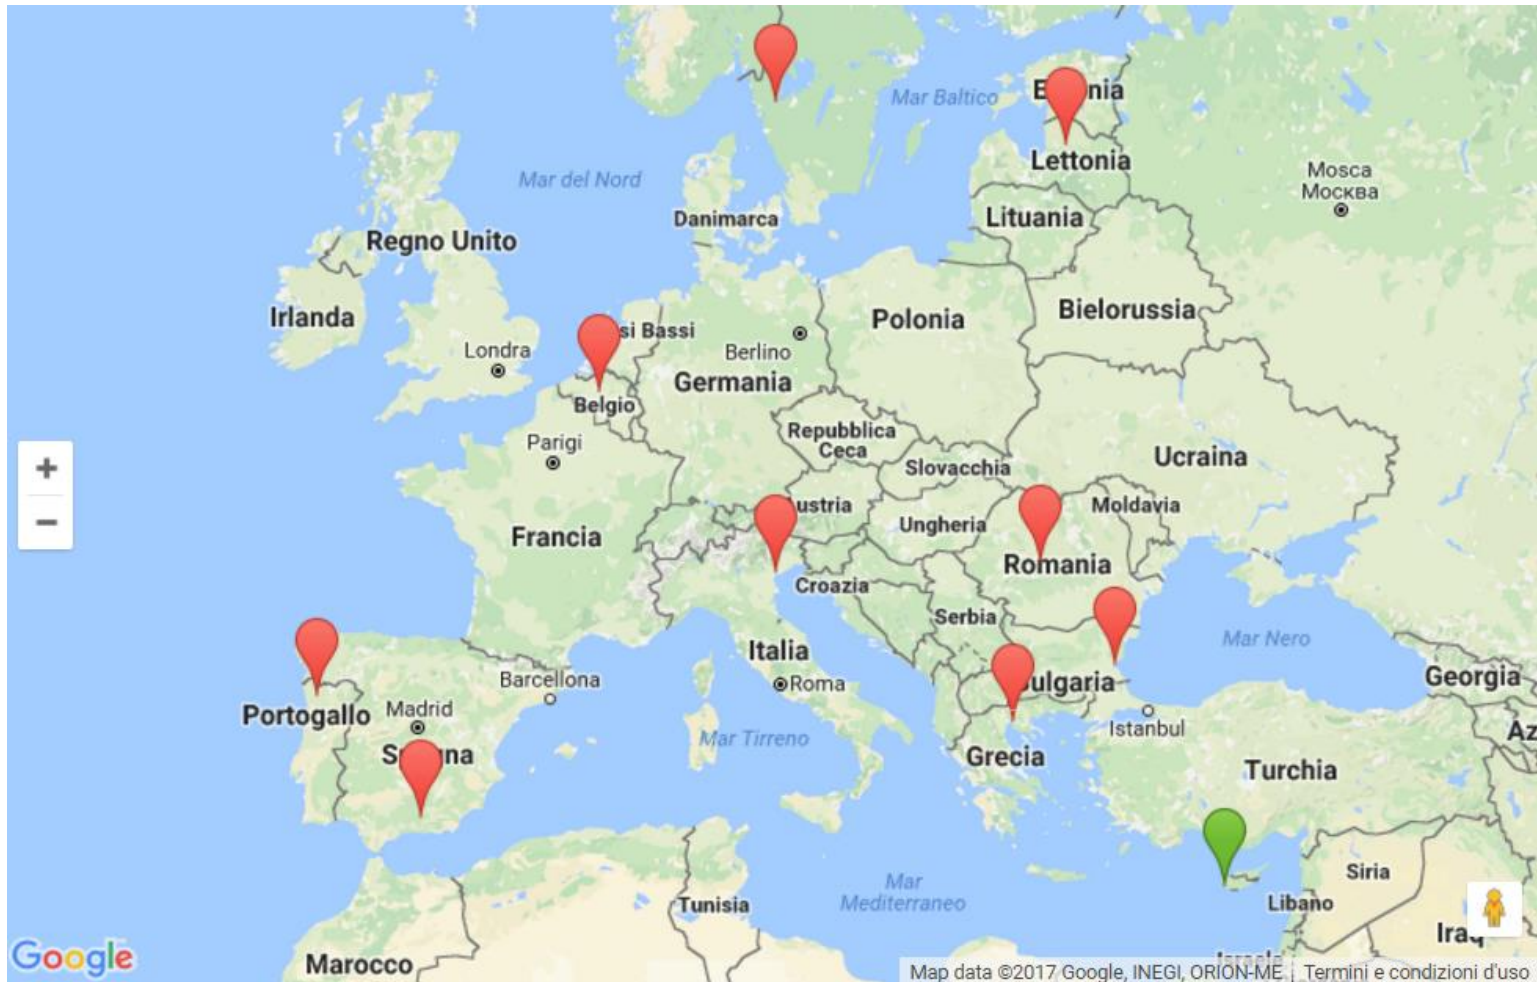 Mar Baltico
Lettonia
Mosca
Москва
Mar del Nord
Danimarca
Lituania
Regno Unito
Bielorussia
Irlanda
Polonia
Bassi
Berlino
Londra
Germania
Belgio
Repubblica
Ceca
Parigi
Slovacchia
Ucraina
Moldavia
Ungheria
Francia
Romania
Croazia
Serbia
Mar Nero
Italia
Barcellona
Roma
Georgia
Portogallo
Madrid
Istanbul
Mar Tirreno
Grecia
Turchia
Siria
Mar
Mediterraneo
Libano
Tunisia
Marocco
Google
Map data ©2017 Google, INEGI, ORION-ME
Termini e condizioni d'uso